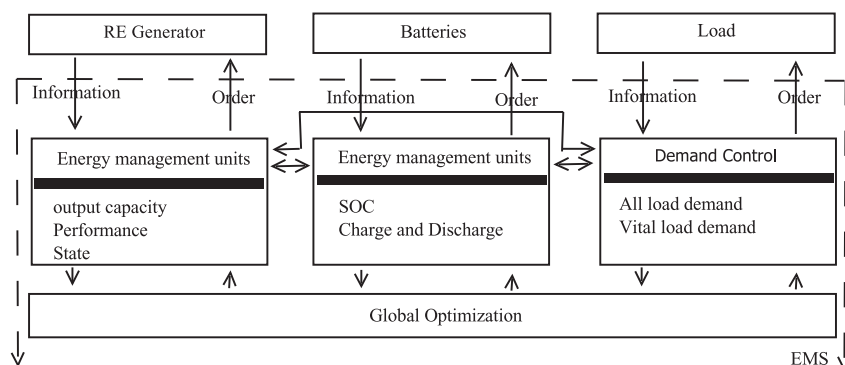 RE Generator
Batteries
Load
Information
Order
Information
Order
Information
Order
Energy management units
output capacity
Performance
State
Energy management units
SOC
Charge and Discharge
Demand Control
All load demand
Vital load demand
Global Optimization
EMS